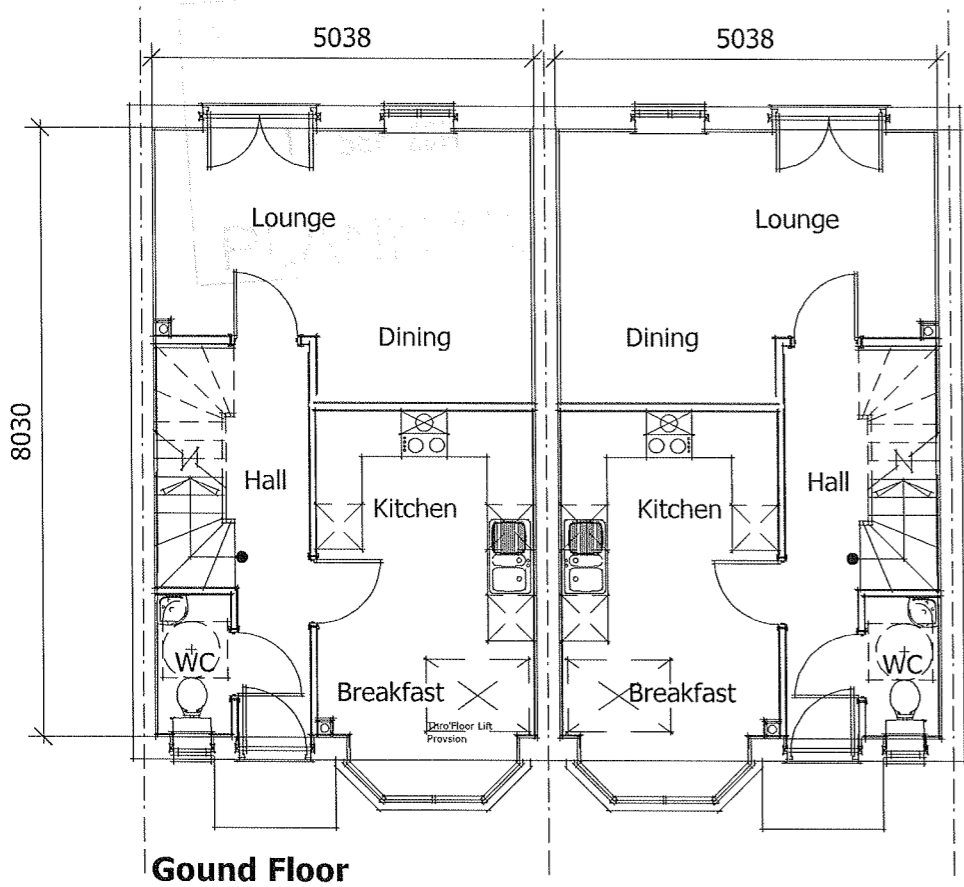 5038
5038
Lounge
Lounge
PLANN
Dining
Dining
8030
Hall
Hall
Kitchen
Kitchen
WC
WC
Breakfast
Breakfast
Thro'Floor Lift
Provsion
Gound Floor